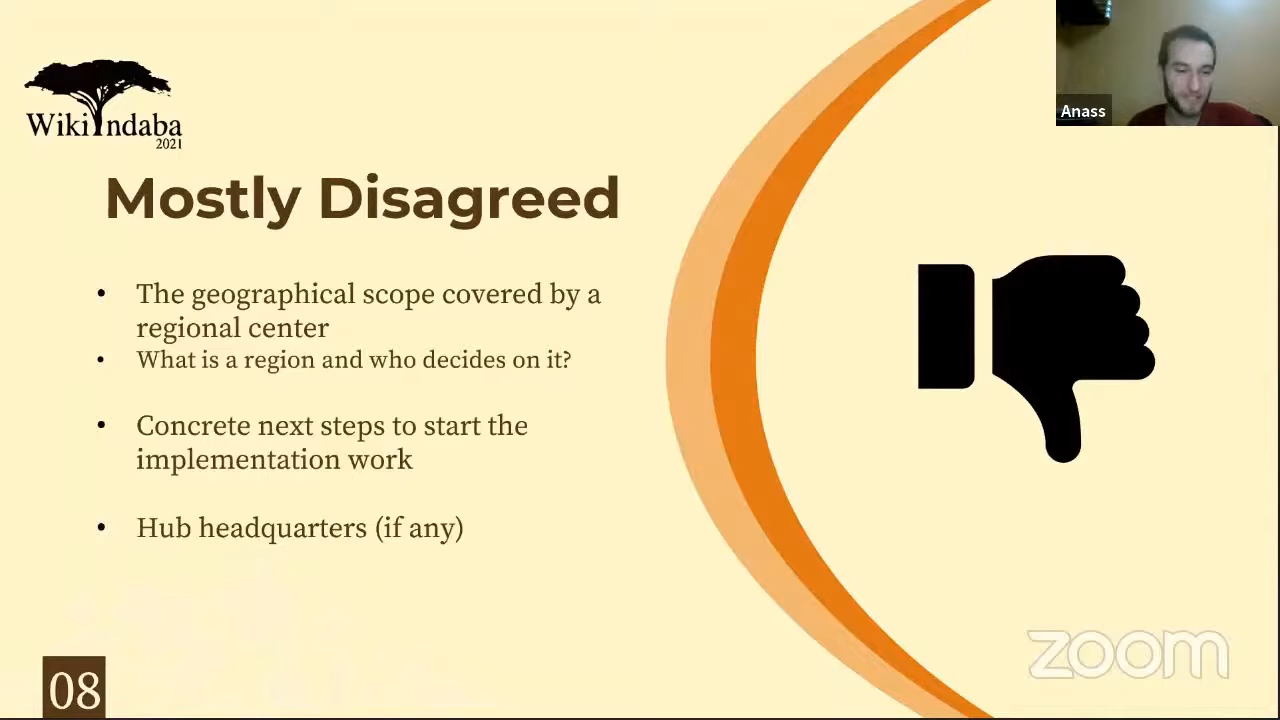 Anass
WikiIndaba
2021
Mostly Disagreed
• The geographical scope covered by a
regional center
• What is a region and who decides on it?
• Concrete next steps to start the
implementation work
• Hub headquarters (if any)
08
zoom